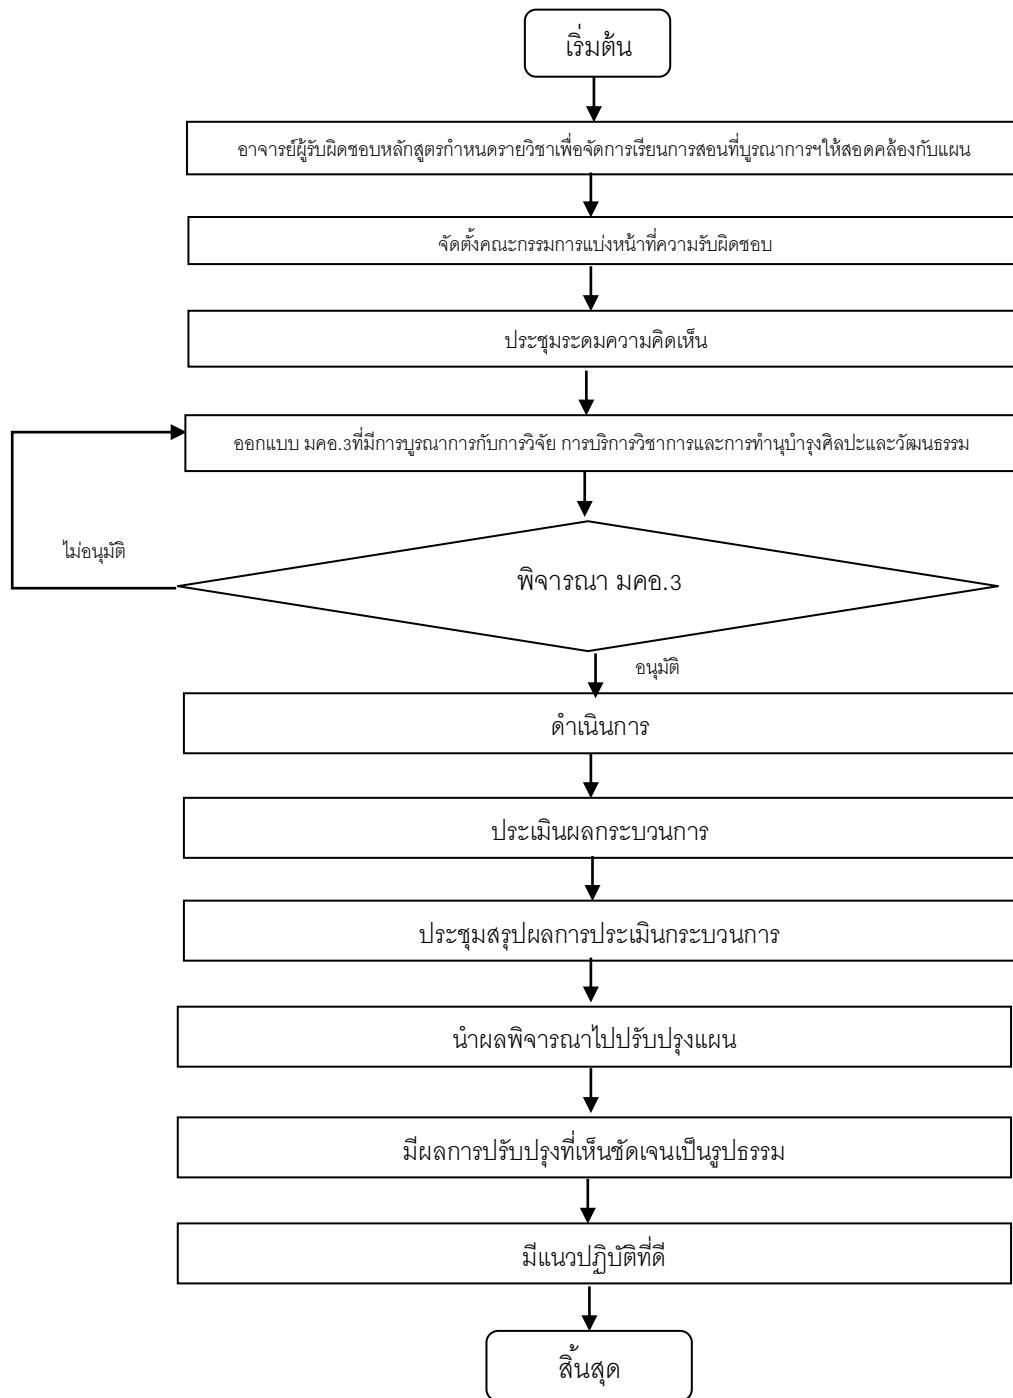 เริ่มต้น
อาจารย์ผู้รับผิดชอบหลักสูตรกำหนดรายวิชาเพื่อจัดการเรียนการสอนที่บูรณาการฯให้สอดคล้องกับแผน
จัดตั้งคณะกรรมการแบ่งหน้าที่ความรับผิดชอบ
ประชุมระดมความคิดเห็น
ออกแบบ มคอ.3ที่มีการบูรณาการกับการวิจัย การบริการวิชาการและการทำนุบำรุงศิลปะและวัฒนธรรม
ไม่อนุมัติ
พิจารณา มคอ.3
อนุมัติ
ดำเนินการ
ประเมินผลกระบวนการ
ประชุมสรุปผลการประเมินกระบวนการ
นำผลพิจารณาไปปรับปรุงแผน
มีผลการปรับปรุงที่เห็นชัดเจนเป็นรูปธรรม
มีแนวปฏิบัติที่ดี
สิ้นสุด